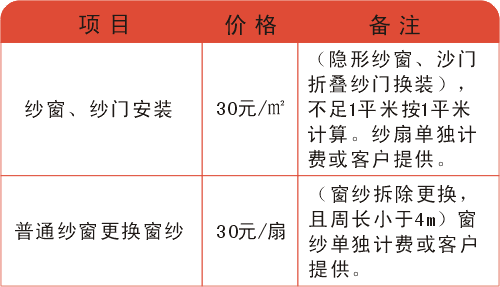 项目 价格 备注
纱窗、纱门安装 30元/㎡ （隐形纱窗、沙门
折叠纱门换装），
不足1平米按1平米
计算。纱扇单独计
费或客户提供。
普通纱窗更换窗纱 30元/扇 （窗纱拆除更换，
且周长小于4m）窗
纱单独计费或客户
提供。